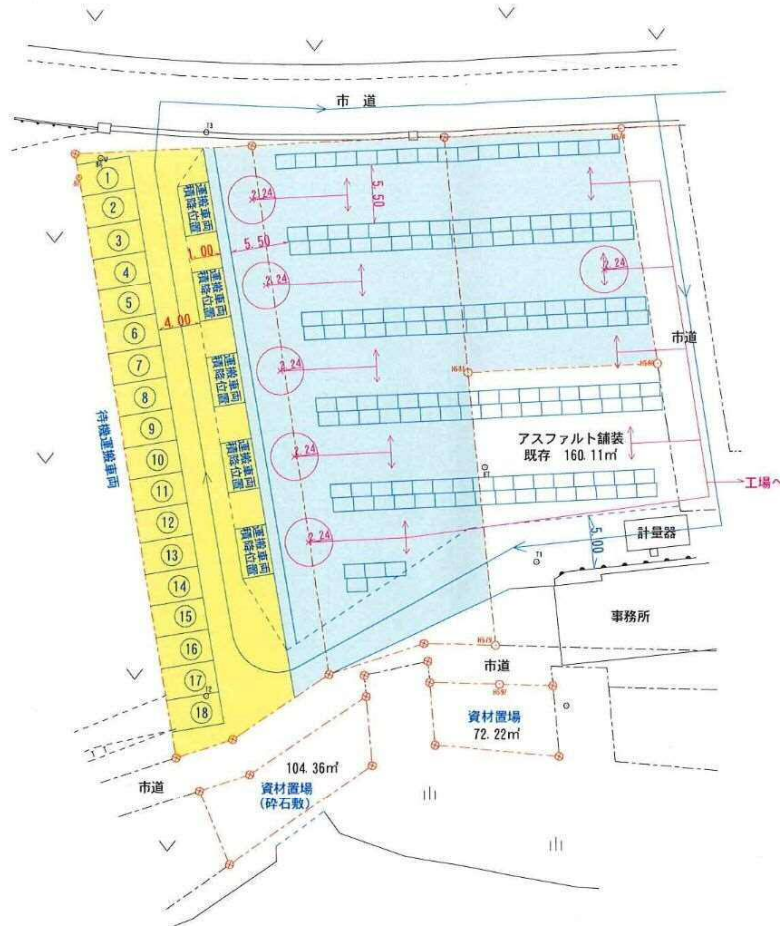 市 道
T3
①
②
③
④
⑤
⑥
⑦
⑧
⑨
⑩
⑪
⑫
⑬
⑭
⑮
⑯
⑰
⑱
T2
待機運搬車両
4.00
1.00
5.50
5.50
運搬車両
積降位置
運搬車両
積降位置
運搬車両
積降位置
運搬車両
積降位置
運搬車両
積降位置
2.24
2.24
2.24
2.24
2.24
2.24
市道
アスファルト舗装
既存 160.11㎡
工場へ
計量器
5.00
T1
事務所
市道
資材置場
72.22㎡
104.36㎡
資材置場
(砕石敷)
市道